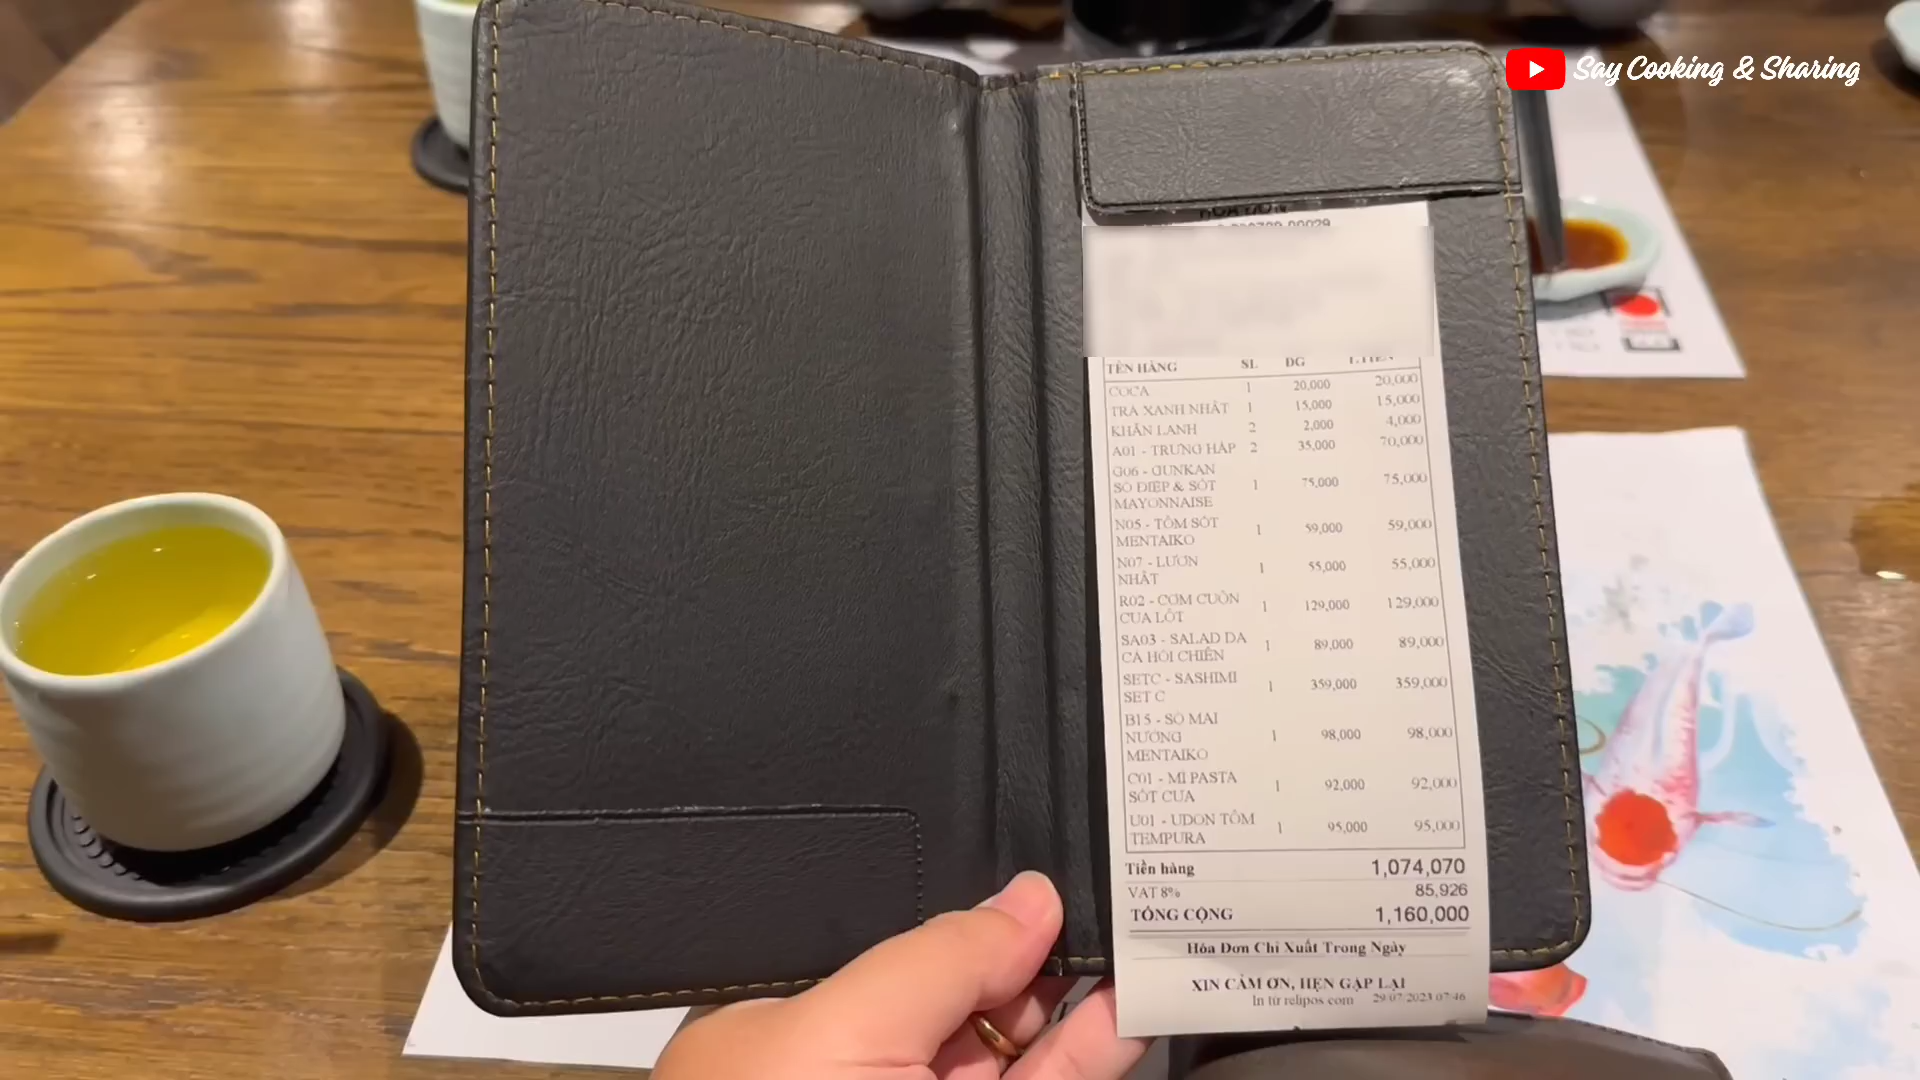 Say Cooking & Sharing
HÓA ĐƠN
TÊN HÀNG SL ĐG T.TIỀN
COCA 1 20,000 20,000
TRÀ XANH NHẬT 1 15,000 15,000
KHĂN LẠNH 2 2,000 4,000
A01 - TRỨNG HẤP 2 35,000 70,000
G06 - GUNKAN
SÒ ĐIỆP & SỐT 1 75,000 75,000
MAYONNAISE
N05 - TÔM SỐT 1 59,000 59,000
MENTAIKO
N07 - LƯƠN 1 55,000 55,000
NHẬT
R02 - CƠM CUỘN 1 129,000 129,000
CUA LỘT
SA03 - SALAD DA 1 89,000 89,000
CÁ HỒI CHIÊN
SETC - SASHIMI 1 359,000 359,000
SET C
B15 - SÒ MAI
NƯỚNG 1 98,000 98,000
MENTAIKO
C01 - MÌ PASTA 1 92,000 92,000
SỐT CUA
U01 - UDON TÔM 1 95,000 95,000
TEMPURA
Tiền hàng 1,074,070
VAT 8% 85,926
TỔNG CỘNG 1,160,000
Hóa Đơn Chỉ Xuất Trong Ngày
XIN CẢM ƠN, HẸN GẶP LẠI
In từ relipos.com 29/07/2023 07:46